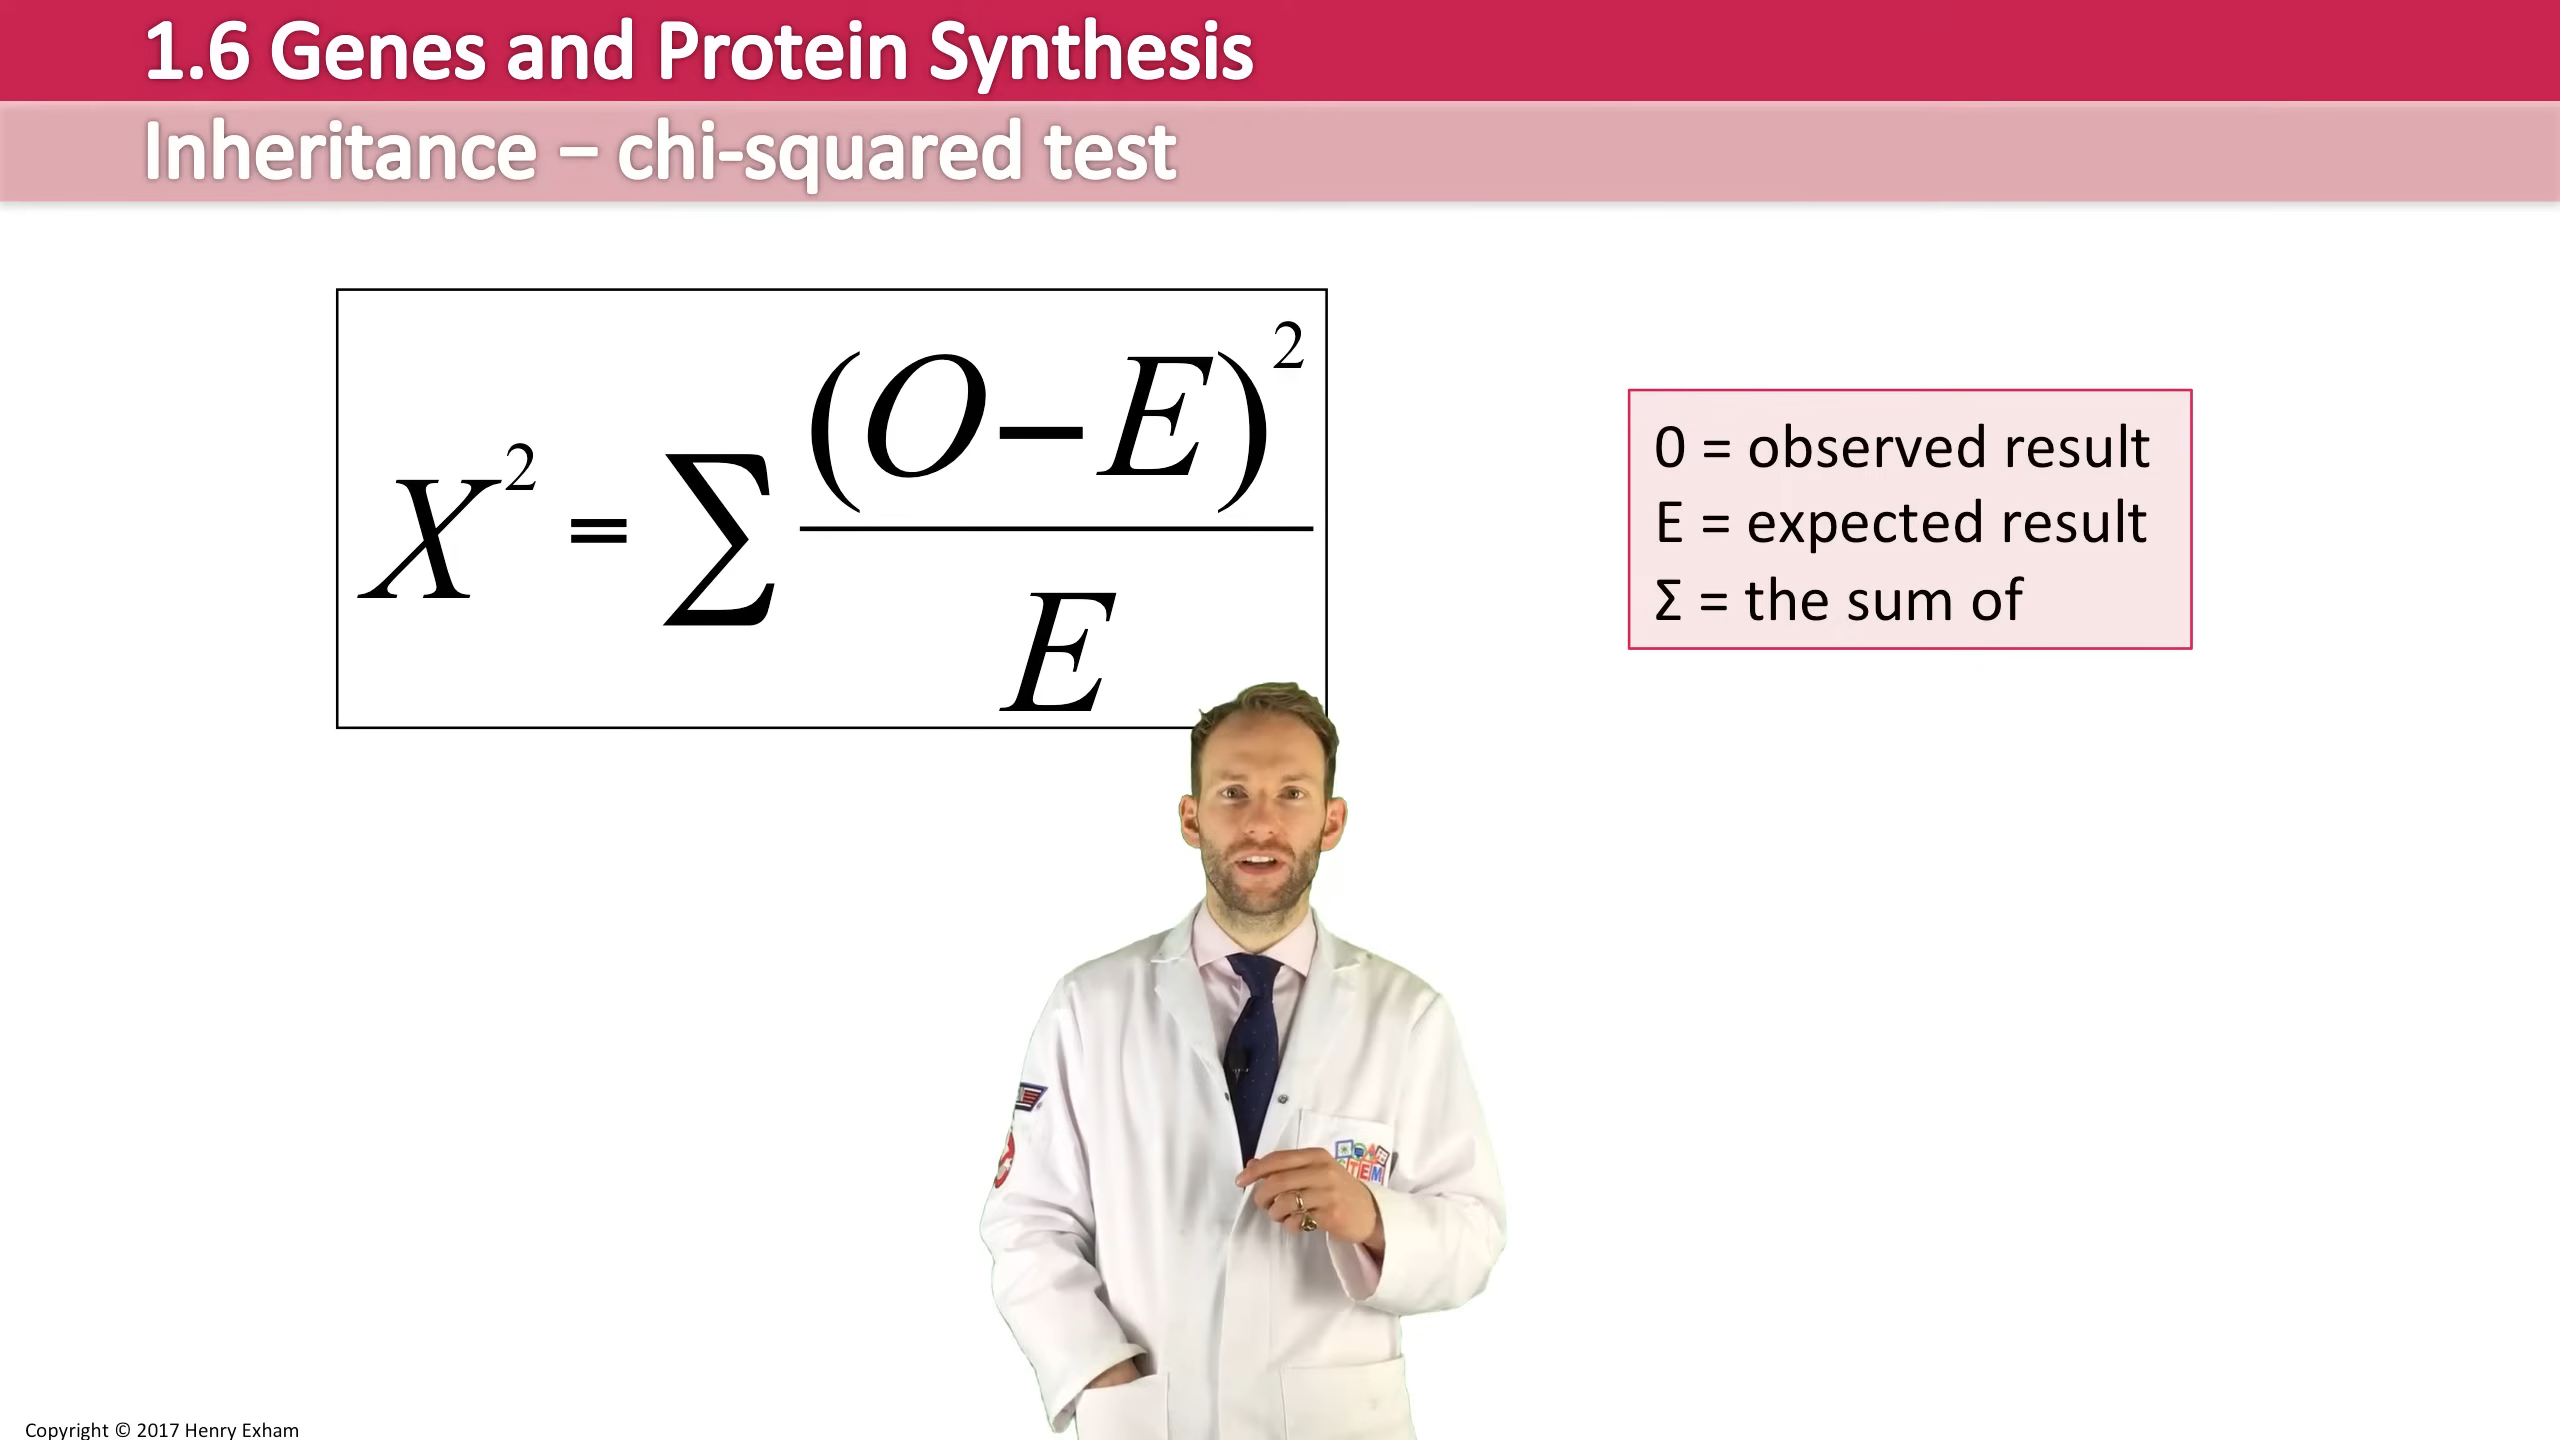 1.6 Genes and Protein Synthesis
Inheritance – chi-squared test
X² = ∑ (O−E)² / E
0 = observed result
E = expected result
Σ = the sum of
STEM
Copyright © 2017 Henry Exham